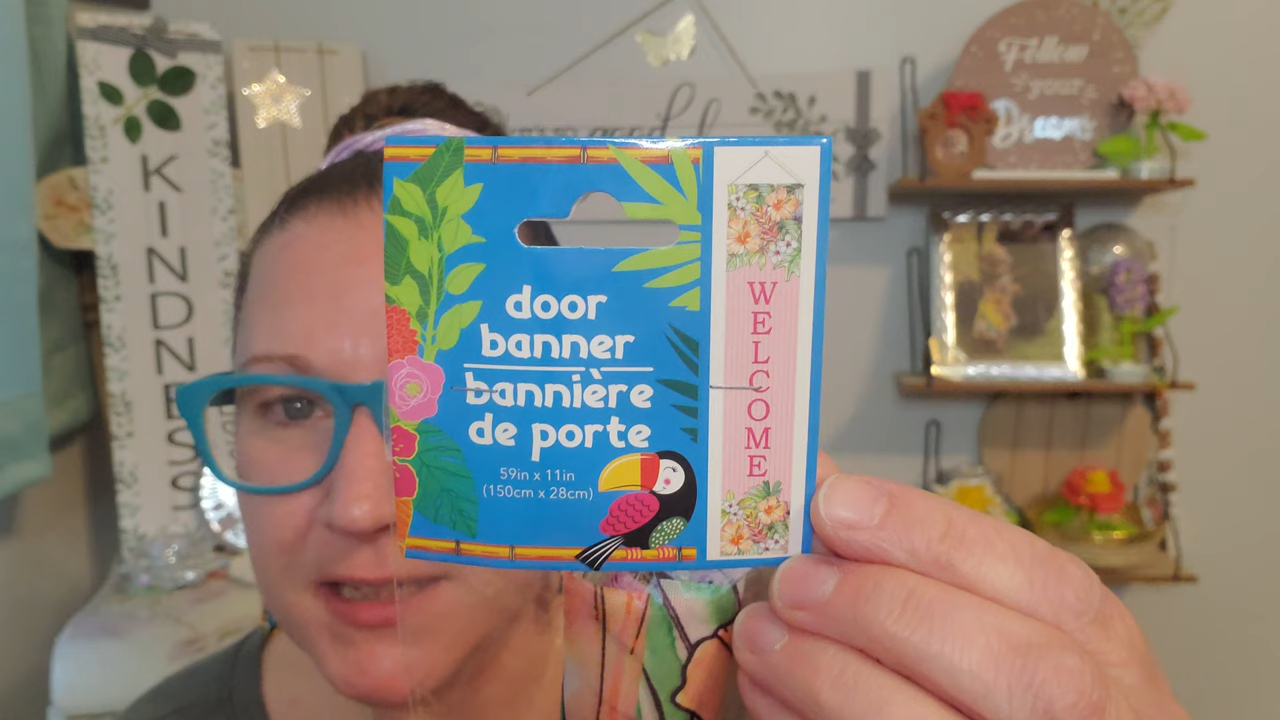 KINDNESS
Follow
your
Dreams
door
banner
bannière
de porte
59in x 11in
(150cm x 28cm)
WELCOME